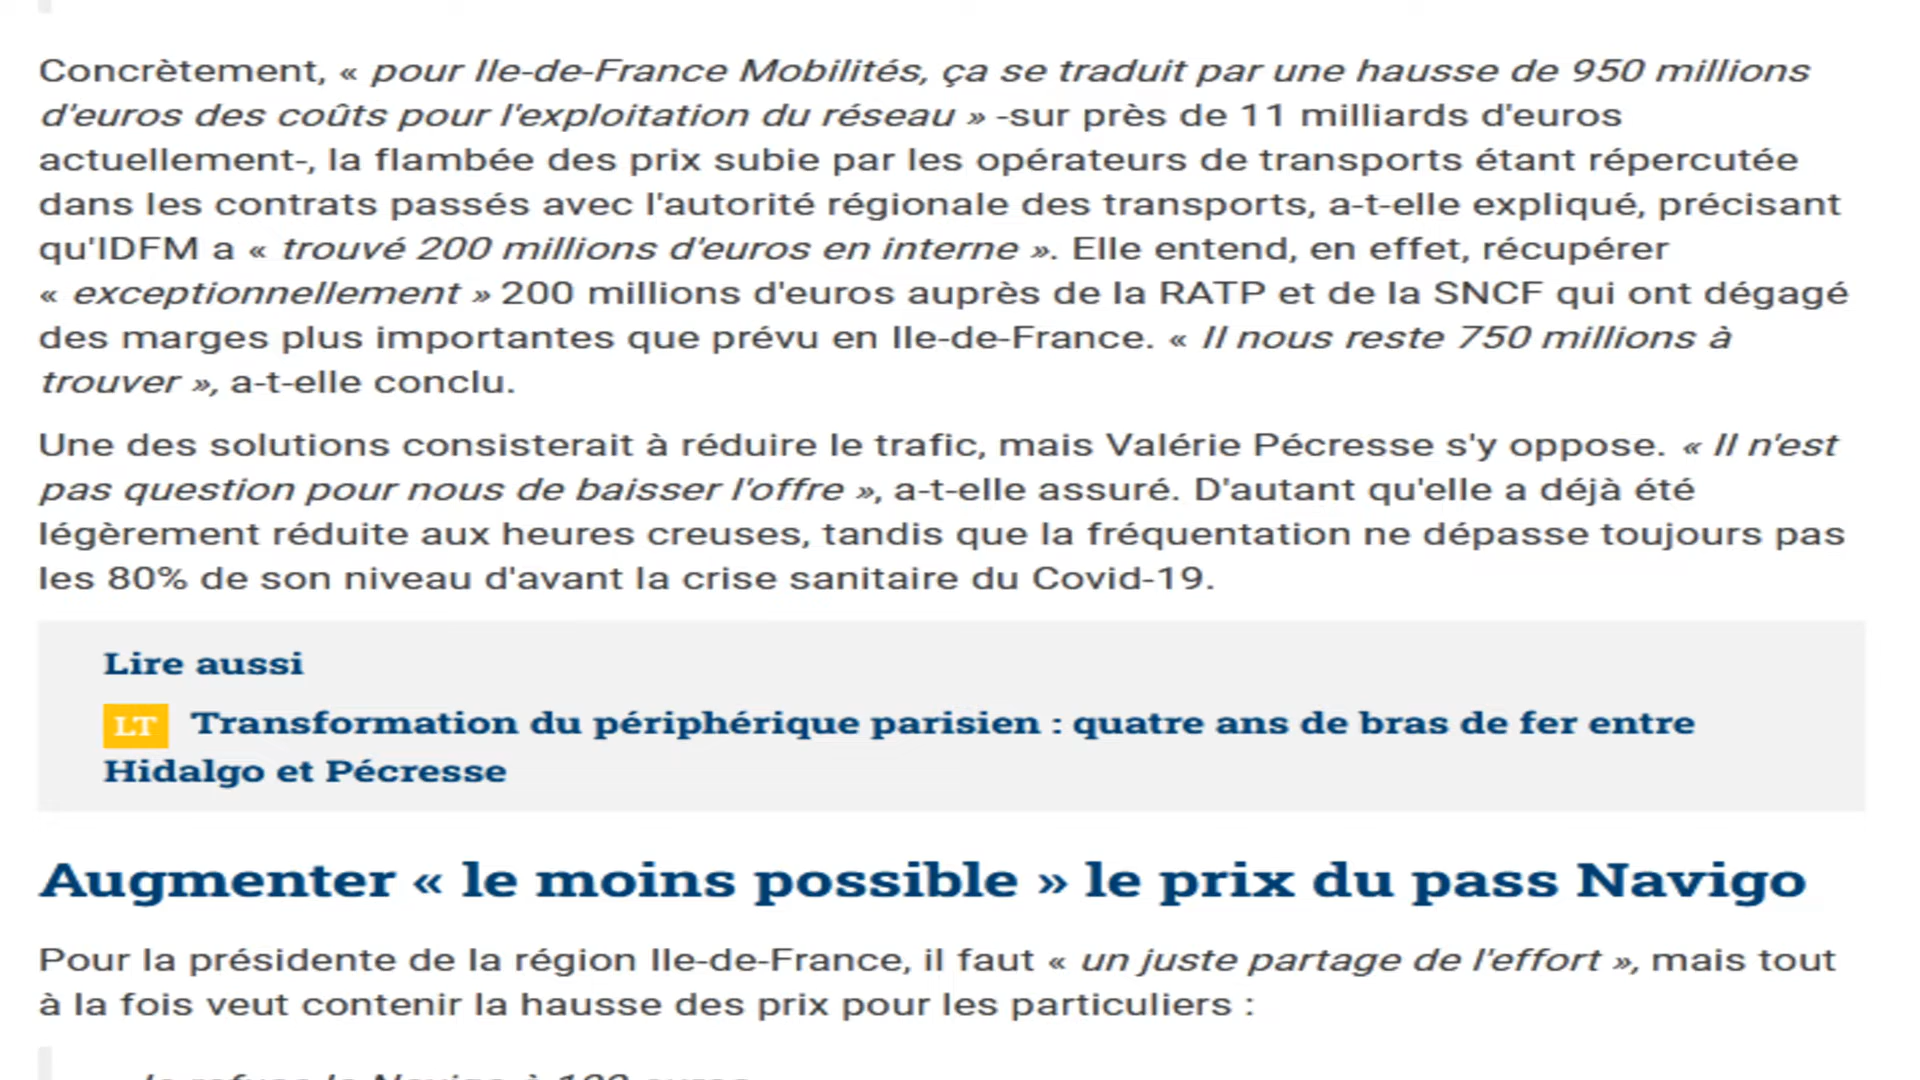 Concrètement, « pour Ile-de-France Mobilités, ça se traduit par une hausse de 950 millions
d'euros des coûts pour l'exploitation du réseau » -sur près de 11 milliards d'euros
actuellement-, la flambée des prix subie par les opérateurs de transports étant répercutée
dans les contrats passés avec l'autorité régionale des transports, a-t-elle expliqué, précisant
qu'IDFM a « trouvé 200 millions d'euros en interne ». Elle entend, en effet, récupérer
« exceptionnellement » 200 millions d'euros auprès de la RATP et de la SNCF qui ont dégagé
des marges plus importantes que prévu en Ile-de-France. « Il nous reste 750 millions à
trouver », a-t-elle conclu.
Une des solutions consisterait à réduire le trafic, mais Valérie Pécresse s'y oppose. « Il n'est
pas question pour nous de baisser l'offre », a-t-elle assuré. D'autant qu'elle a déjà été
légèrement réduite aux heures creuses, tandis que la fréquentation ne dépasse toujours pas
les 80% de son niveau d'avant la crise sanitaire du Covid-19.
Lire aussi
LT Transformation du périphérique parisien : quatre ans de bras de fer entre
Hidalgo et Pécresse
Augmenter « le moins possible » le prix du pass Navigo
Pour la présidente de la région Ile-de-France, il faut « un juste partage de l'effort », mais tout
à la fois veut contenir la hausse des prix pour les particuliers :